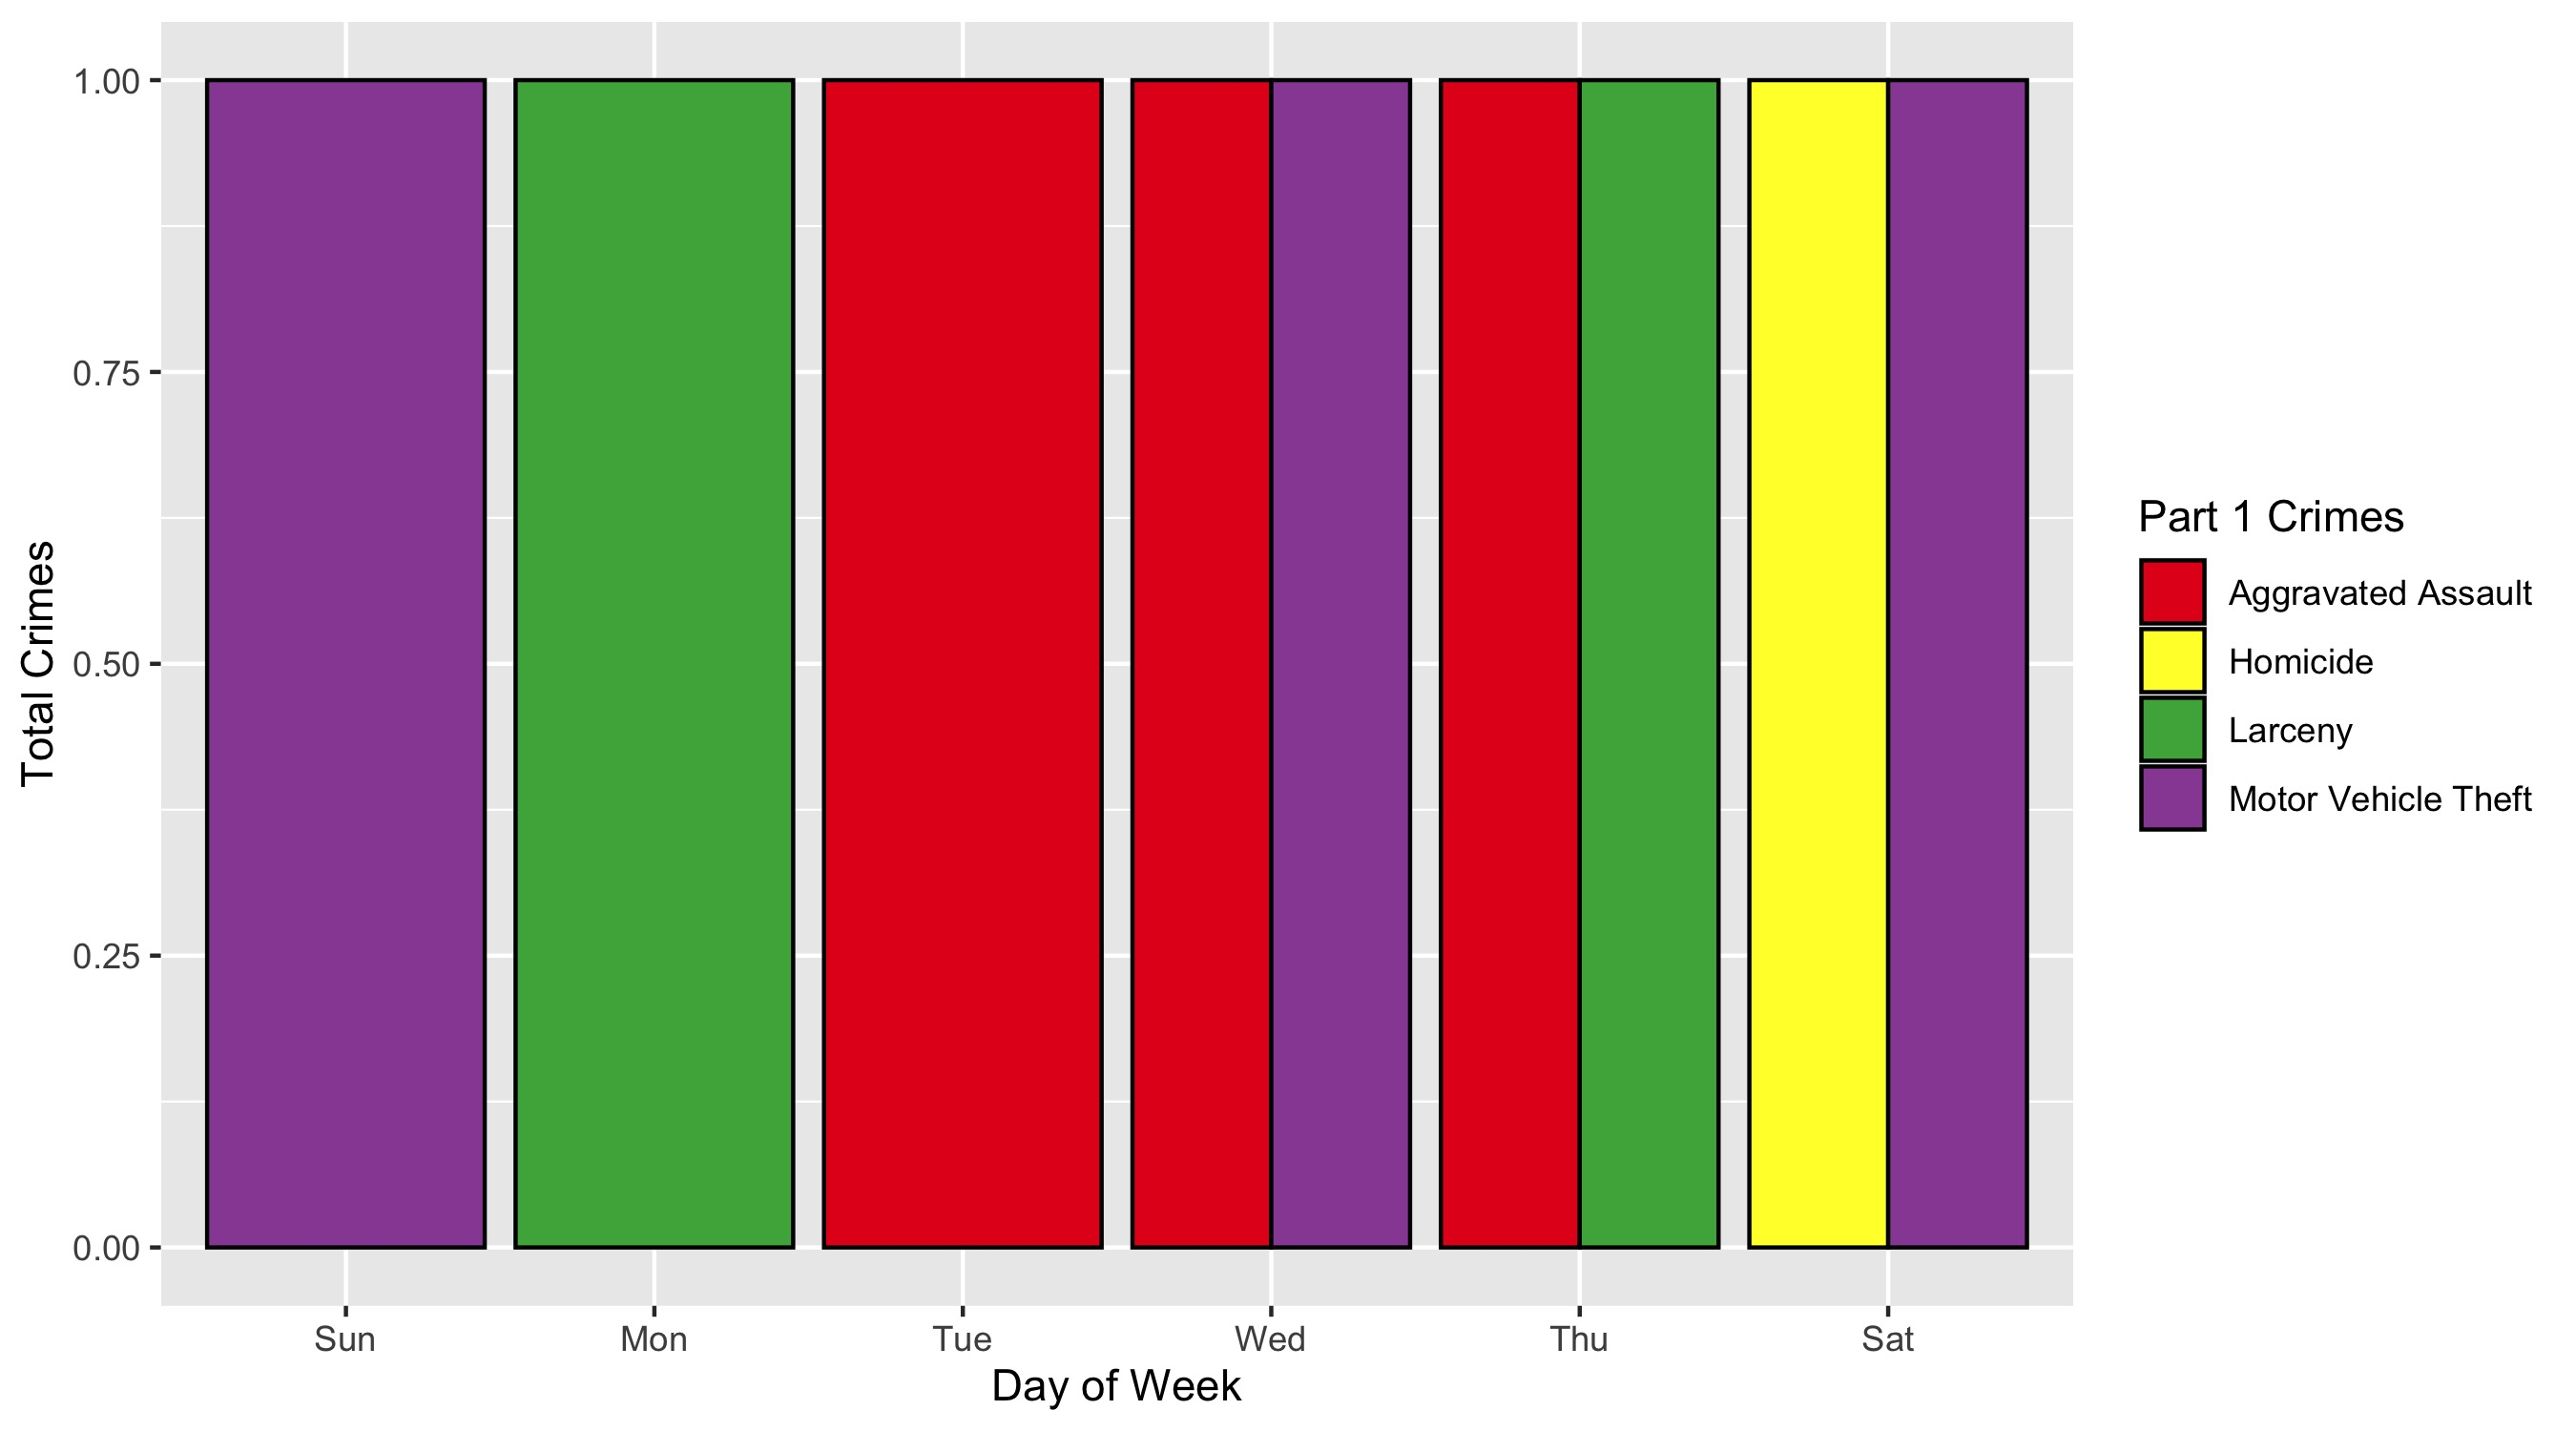 Total Crimes
1.00
0.75
0.50
0.25
0.00
Sun Mon Tue Wed Thu Sat
Day of Week
Part 1 Crimes
Aggravated Assault
Homicide
Larceny
Motor Vehicle Theft